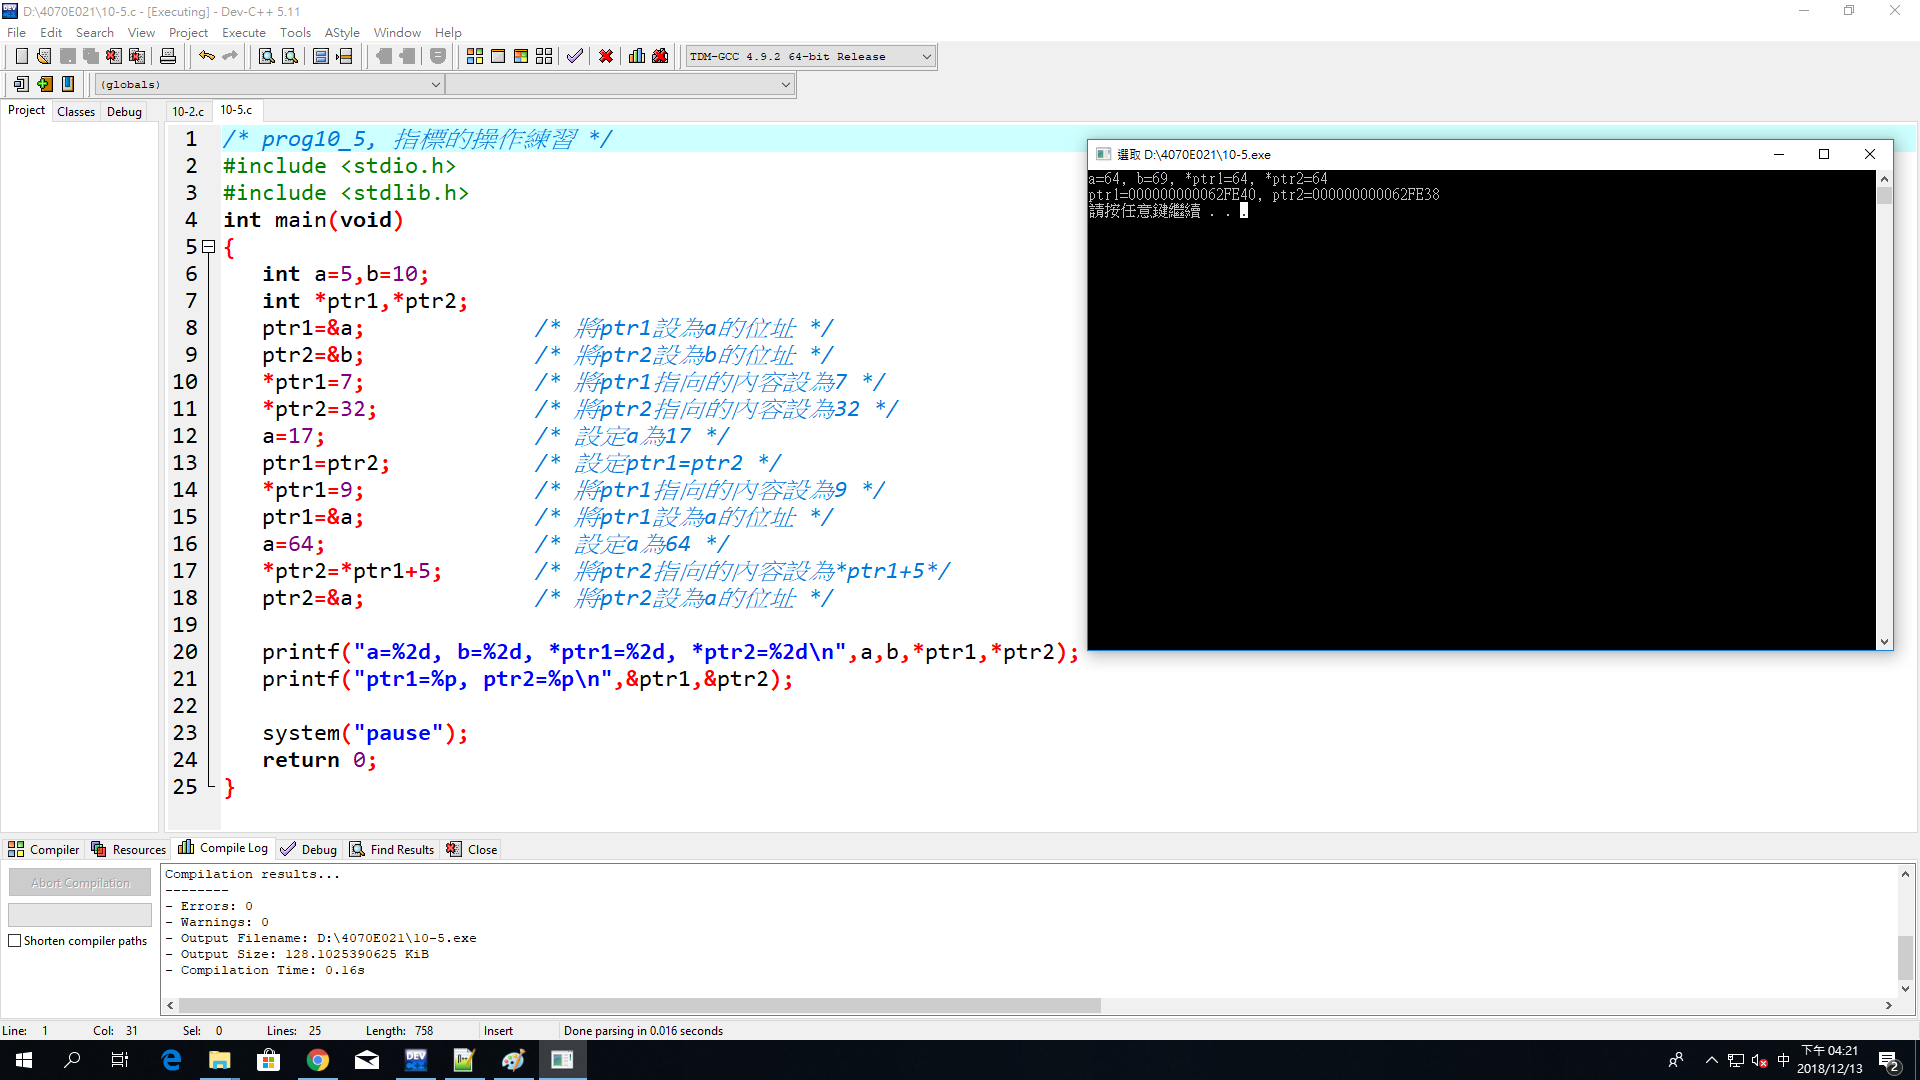 D:\4070E021\10-5.c - [Executing] - Dev-C++ 5.11
File Edit Search View Project Execute Tools AStyle Window Help
TDM-GCC 4.9.2 64-bit Release
(globals)
Project Classes Debug
10-2.c 10-5.c
1 /* prog10_5, 指標的操作練習 */
2 #include <stdio.h>
3 #include <stdlib.h>
4 int main(void)
5 {
6 int a=5,b=10;
7 int *ptr1,*ptr2;
8 ptr1=&a; /* 將ptr1設為a的位址 */
9 ptr2=&b; /* 將ptr2設為b的位址 */
10 *ptr1=7; /* 將ptr1指向的內容設為7 */
11 *ptr2=32; /* 將ptr2指向的內容設為32 */
12 a=17; /* 設定a為17 */
13 ptr1=ptr2; /* 設定ptr1=ptr2 */
14 *ptr1=9; /* 將ptr1指向的內容設為9 */
15 ptr1=&a; /* 將ptr1設為a的位址 */
16 a=64; /* 設定a為64 */
17 *ptr2=*ptr1+5; /* 將ptr2指向的內容設為*ptr1+5*/
18 ptr2=&a; /* 將ptr2設為a的位址 */
19
20 printf("a=%2d, b=%2d, *ptr1=%2d, *ptr2=%2d\n",a,b,*ptr1,*ptr2);
21 printf("ptr1=%p, ptr2=%p\n",&ptr1,&ptr2);
22
23 system("pause");
24 return 0;
25 }
選取 D:\4070E021\10-5.exe
a=64, b=69, *ptr1=64, *ptr2=64
ptr1=000000000062FE40, ptr2=000000000062FE38
請按任意鍵繼續 . . .
Compiler Resources Compile Log Debug Find Results Close
Abort Compilation
Shorten compiler paths
Compilation results...
--------
- Errors: 0
- Warnings: 0
- Output Filename: D:\4070E021\10-5.exe
- Output Size: 128.1025390625 KiB
- Compilation Time: 0.16s
Line: 1 Col: 31 Sel: 0 Lines: 25 Length: 758 Insert Done parsing in 0.016 seconds
DEV
中
下午 04:21
2018/12/13
2